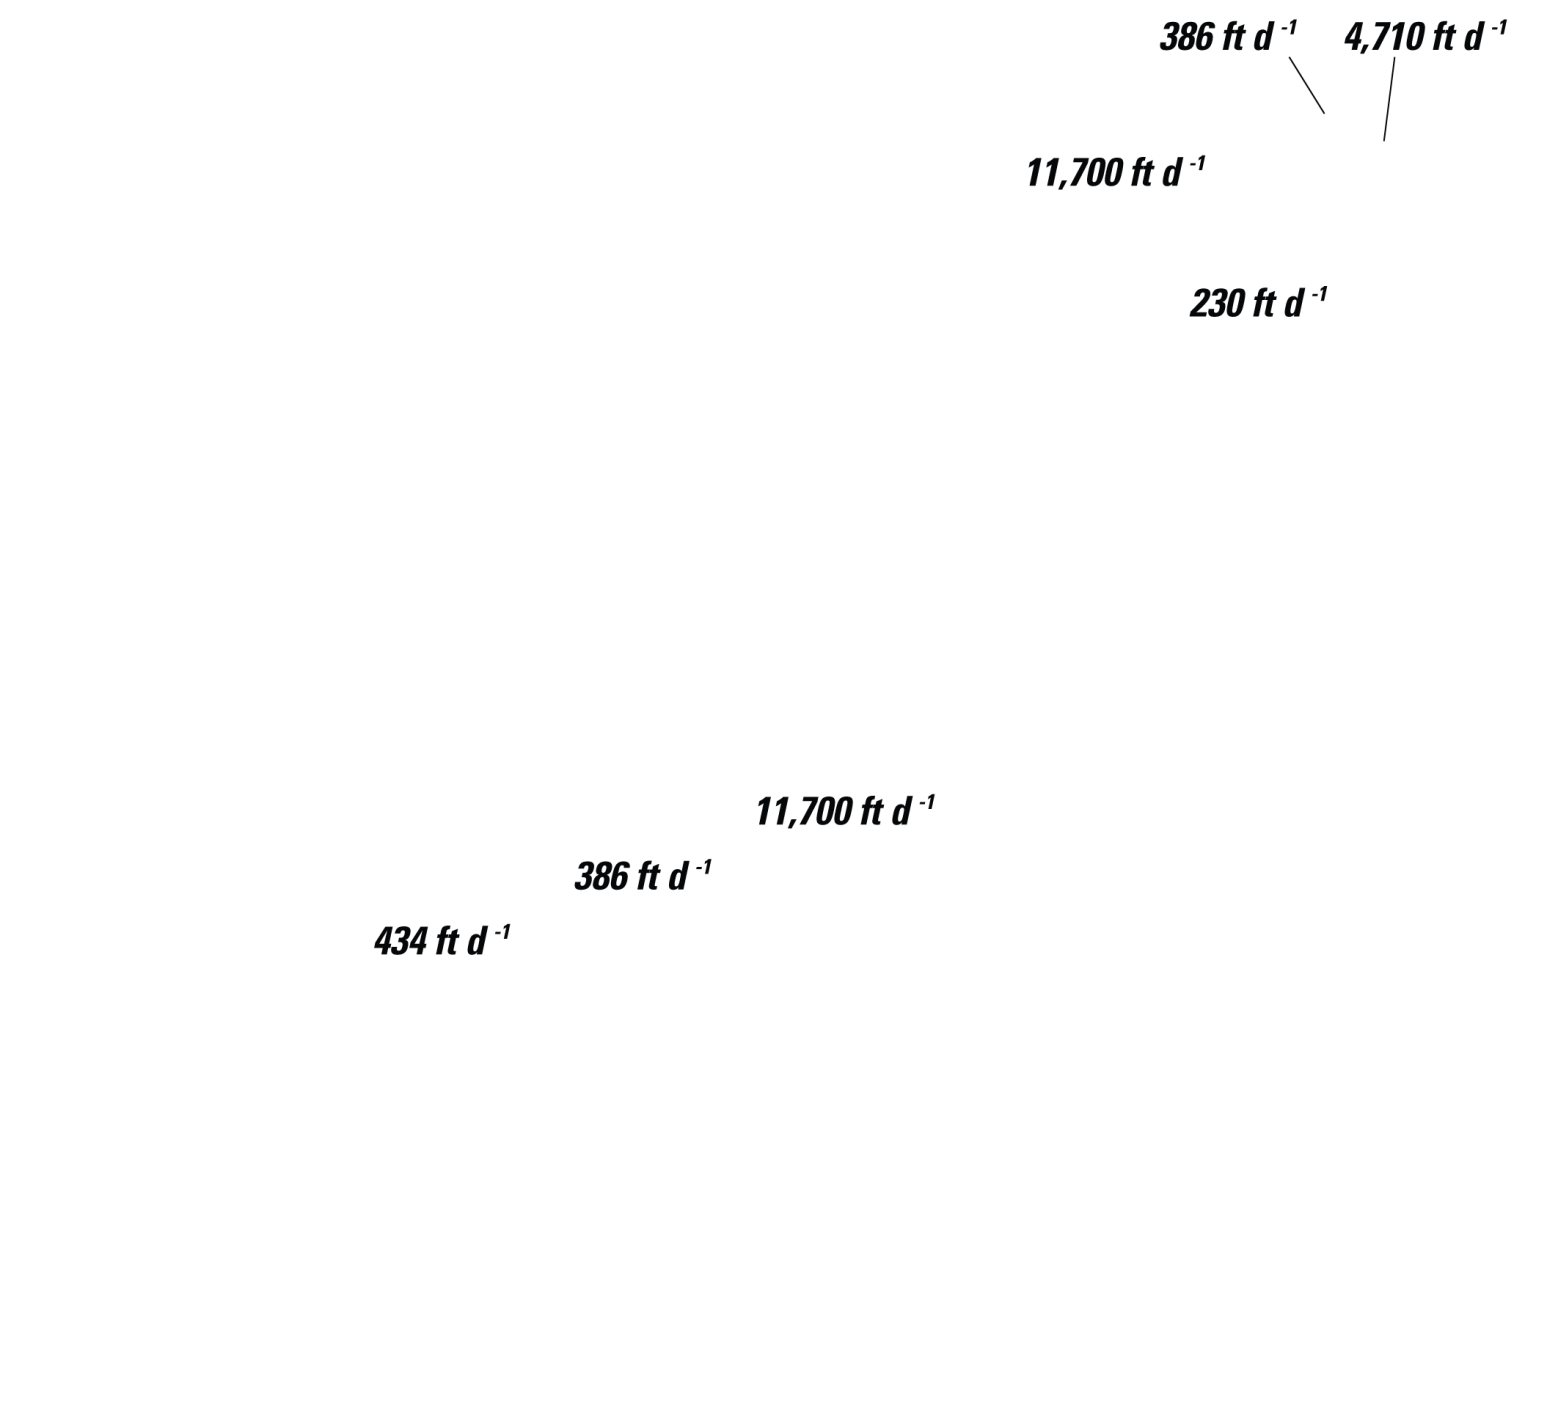 386 ft d -1 4,710 ft d -1
11,700 ft d -1
230 ft d -1
11,700 ft d -1
386 ft d -1
434 ft d -1